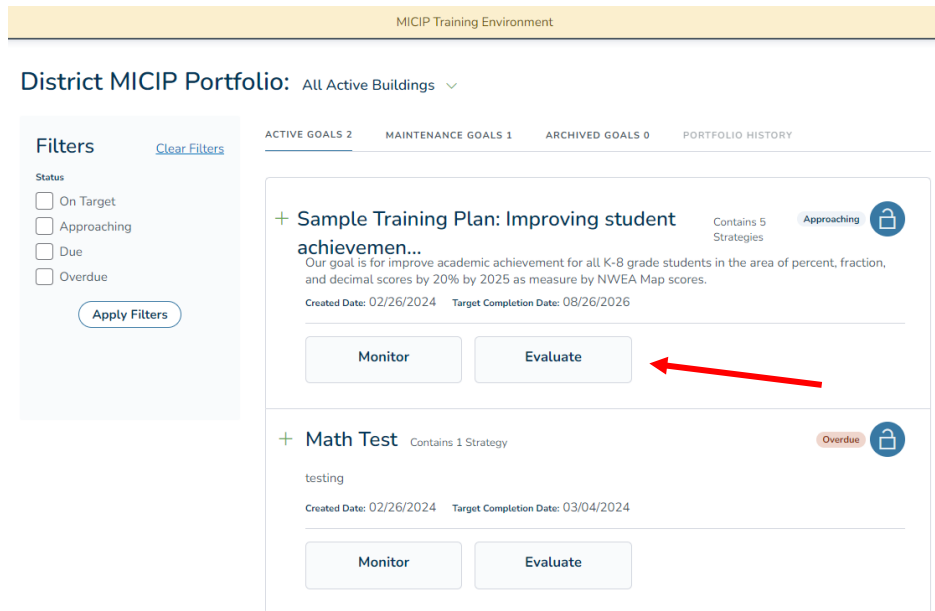 MICIP Training Environment
District MICIP Portfolio: All Active Buildings
Filters Clear Filters
Status
On Target
Approaching
Due
Overdue
Apply Filters
ACTIVE GOALS 2 MAINTENANCE GOALS 1 ARCHIVED GOALS 0 PORTFOLIO HISTORY
Sample Training Plan: Improving student
achievemen...
Contains 5
Strategies
Approaching
Our goal is for improve academic achievement for all K-8 grade students in the area of percent, fraction,
and decimal scores by 20% by 2025 as measure by NWEA Map scores.
Created Date: 02/26/2024 Target Completion Date: 08/26/2026
Monitor Evaluate
Math Test Contains 1 Strategy Overdue
testing
Created Date: 02/26/2024 Target Completion Date: 03/04/2024
Monitor Evaluate